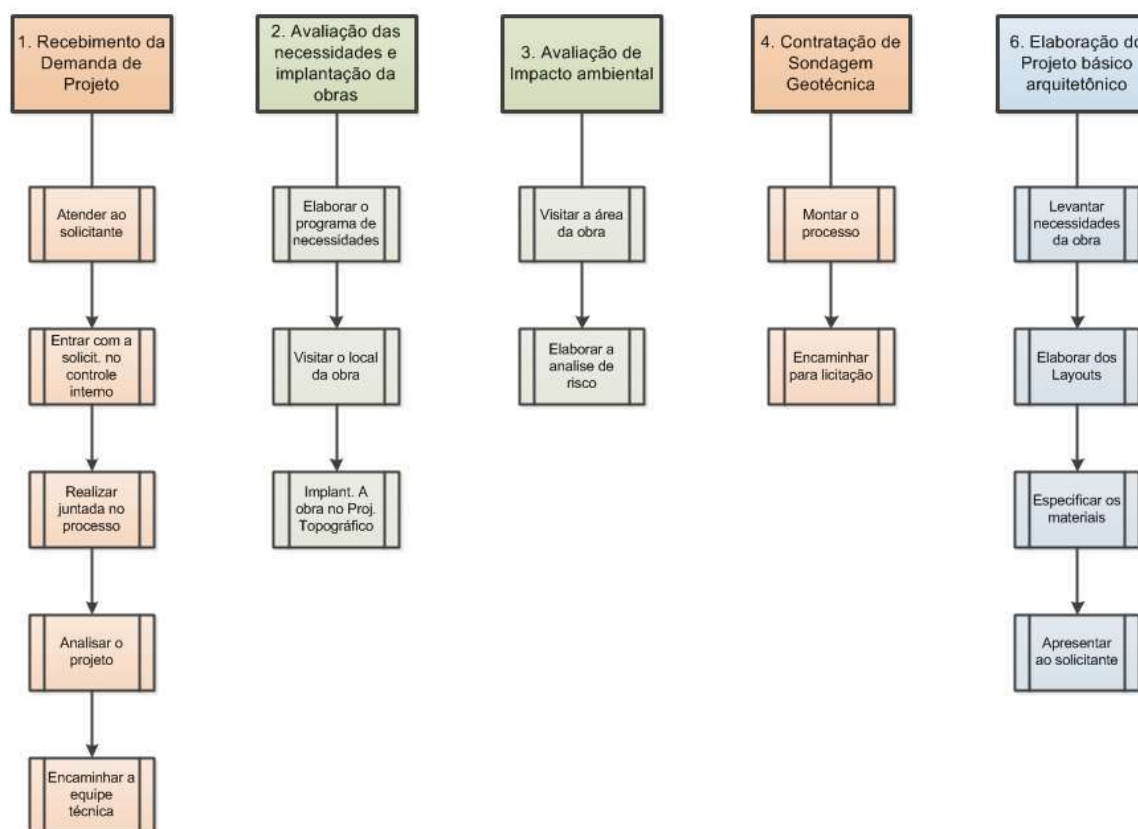 1. Recebimento da
Demanda de
Projeto
Atender ao
solicitante
Entrar com a
solicit. no
controle
interno
Realizar
juntada no
processo
Analisar o
projeto
Encaminhar a
equipe
técnica
2. Avaliação das
necessidades e
implantação da
obras
Elaborar o
programa de
necessidades
Visitar o local
da obra
Implant. A
obra no Proj.
Topográfico
3. Avaliação de
Impacto ambiental
Visitar a área
da obra
Elaborar a
analise de
risco
4. Contratação de
Sondagem
Geotécnica
Montar o
processo
Encaminhar
para licitação
6. Elaboração do
Projeto básico
arquitetônico
Levantar
necessidades
da obra
Elaborar dos
Layouts
Especificar os
materiais
Apresentar
ao solicitante